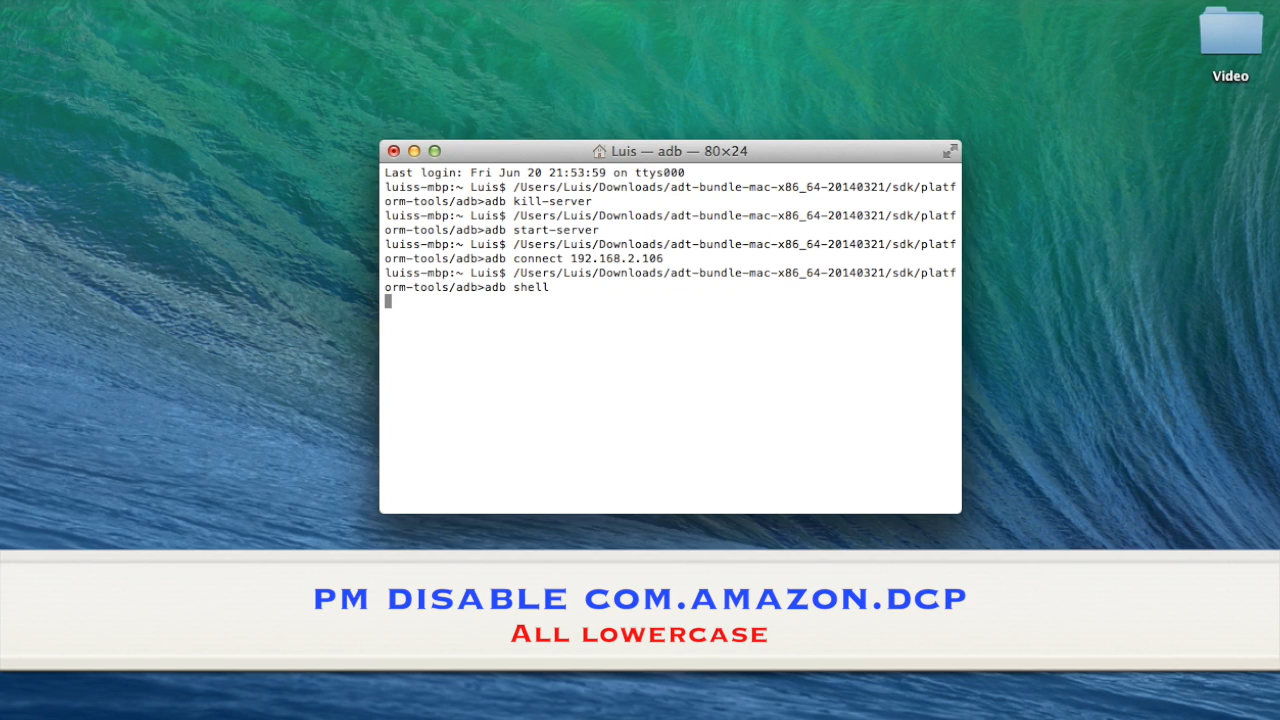 Video
Luis — adb — 80×24
Last login: Fri Jun 20 21:53:59 on ttys000
luiss-mbp:~ Luis$ /Users/Luis/Downloads/adt-bundle-mac-x86_64-20140321/sdk/platf
orm-tools/adb>adb kill-server
luiss-mbp:~ Luis$ /Users/Luis/Downloads/adt-bundle-mac-x86_64-20140321/sdk/platf
orm-tools/adb>adb start-server
luiss-mbp:~ Luis$ /Users/Luis/Downloads/adt-bundle-mac-x86_64-20140321/sdk/platf
orm-tools/adb>adb connect 192.168.2.106
luiss-mbp:~ Luis$ /Users/Luis/Downloads/adt-bundle-mac-x86_64-20140321/sdk/platf
orm-tools/adb>adb shell
PM DISABLE COM.AMAZON.DCP
ALL LOWERCASE